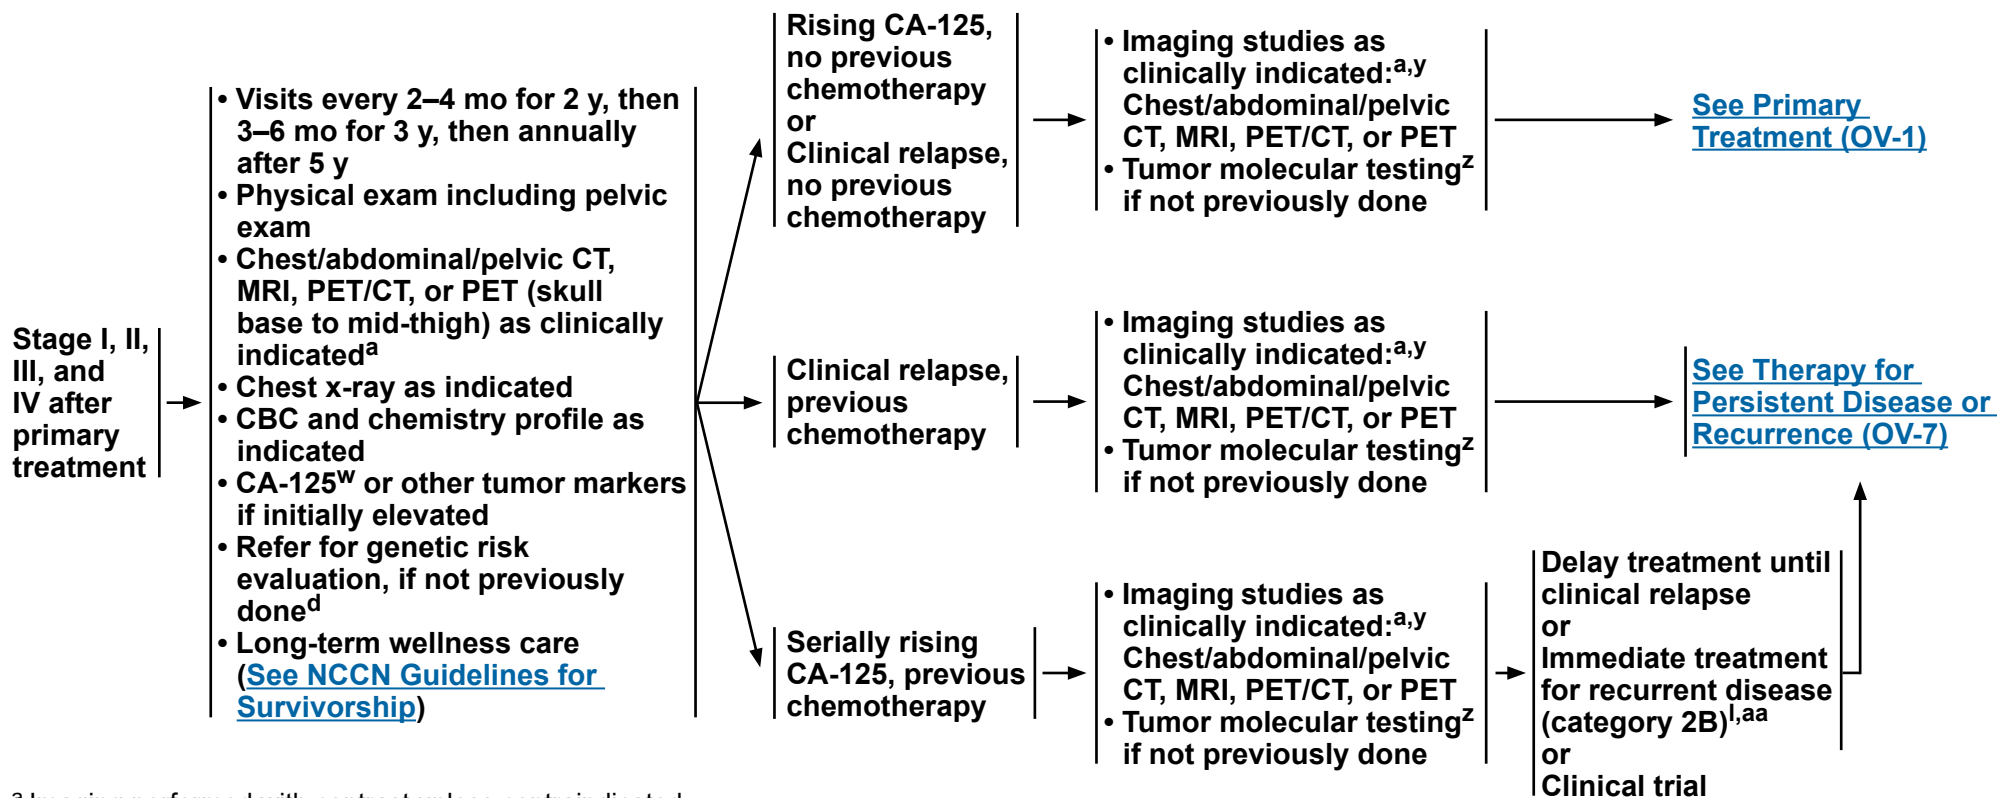 Stage I, II,
III, and
IV after
primary
treatment
• Visits every 2–4 mo for 2 y, then
3–6 mo for 3 y, then annually
after 5 y
• Physical exam including pelvic
exam
• Chest/abdominal/pelvic CT,
MRI, PET/CT, or PET (skull
base to mid-thigh) as clinically
indicatedᵃ
• Chest x-ray as indicated
• CBC and chemistry profile as
indicated
• CA-125ʷ or other tumor markers
if initially elevated
• Refer for genetic risk
evaluation, if not previously
doneᵈ
• Long-term wellness care
(See NCCN Guidelines for
Survivorship)
Rising CA-125,
no previous
chemotherapy
or
Clinical relapse,
no previous
chemotherapy
• Imaging studies as
clinically indicated:ᵃ,ʸ
Chest/abdominal/pelvic
CT, MRI, PET/CT, or PET
• Tumor molecular testingᶻ
if not previously done
See Primary
Treatment (OV-1)
Clinical relapse,
previous
chemotherapy
• Imaging studies as
clinically indicated:ᵃ,ʸ
Chest/abdominal/pelvic
CT, MRI, PET/CT, or PET
• Tumor molecular testingᶻ
if not previously done
See Therapy for
Persistent Disease or
Recurrence (OV-7)
Serially rising
CA-125, previous
chemotherapy
• Imaging studies as
clinically indicated:ᵃ,ʸ
Chest/abdominal/pelvic
CT, MRI, PET/CT, or PET
• Tumor molecular testingᶻ
if not previously done
Delay treatment until
clinical relapse
or
Immediate treatment
for recurrent disease
(category 2B)ˡ,ᵃᵃ
or
Clinical trial